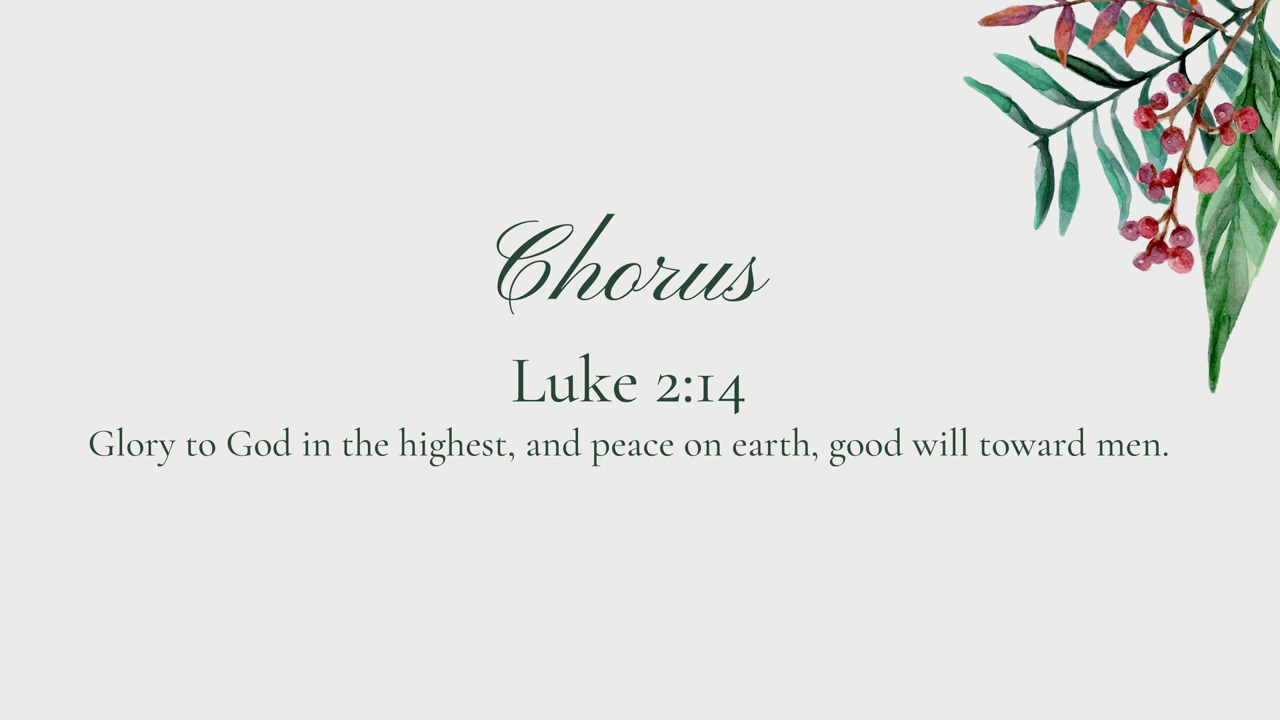 Chorus
Luke 2:14
Glory to God in the highest, and peace on earth, good will toward men.